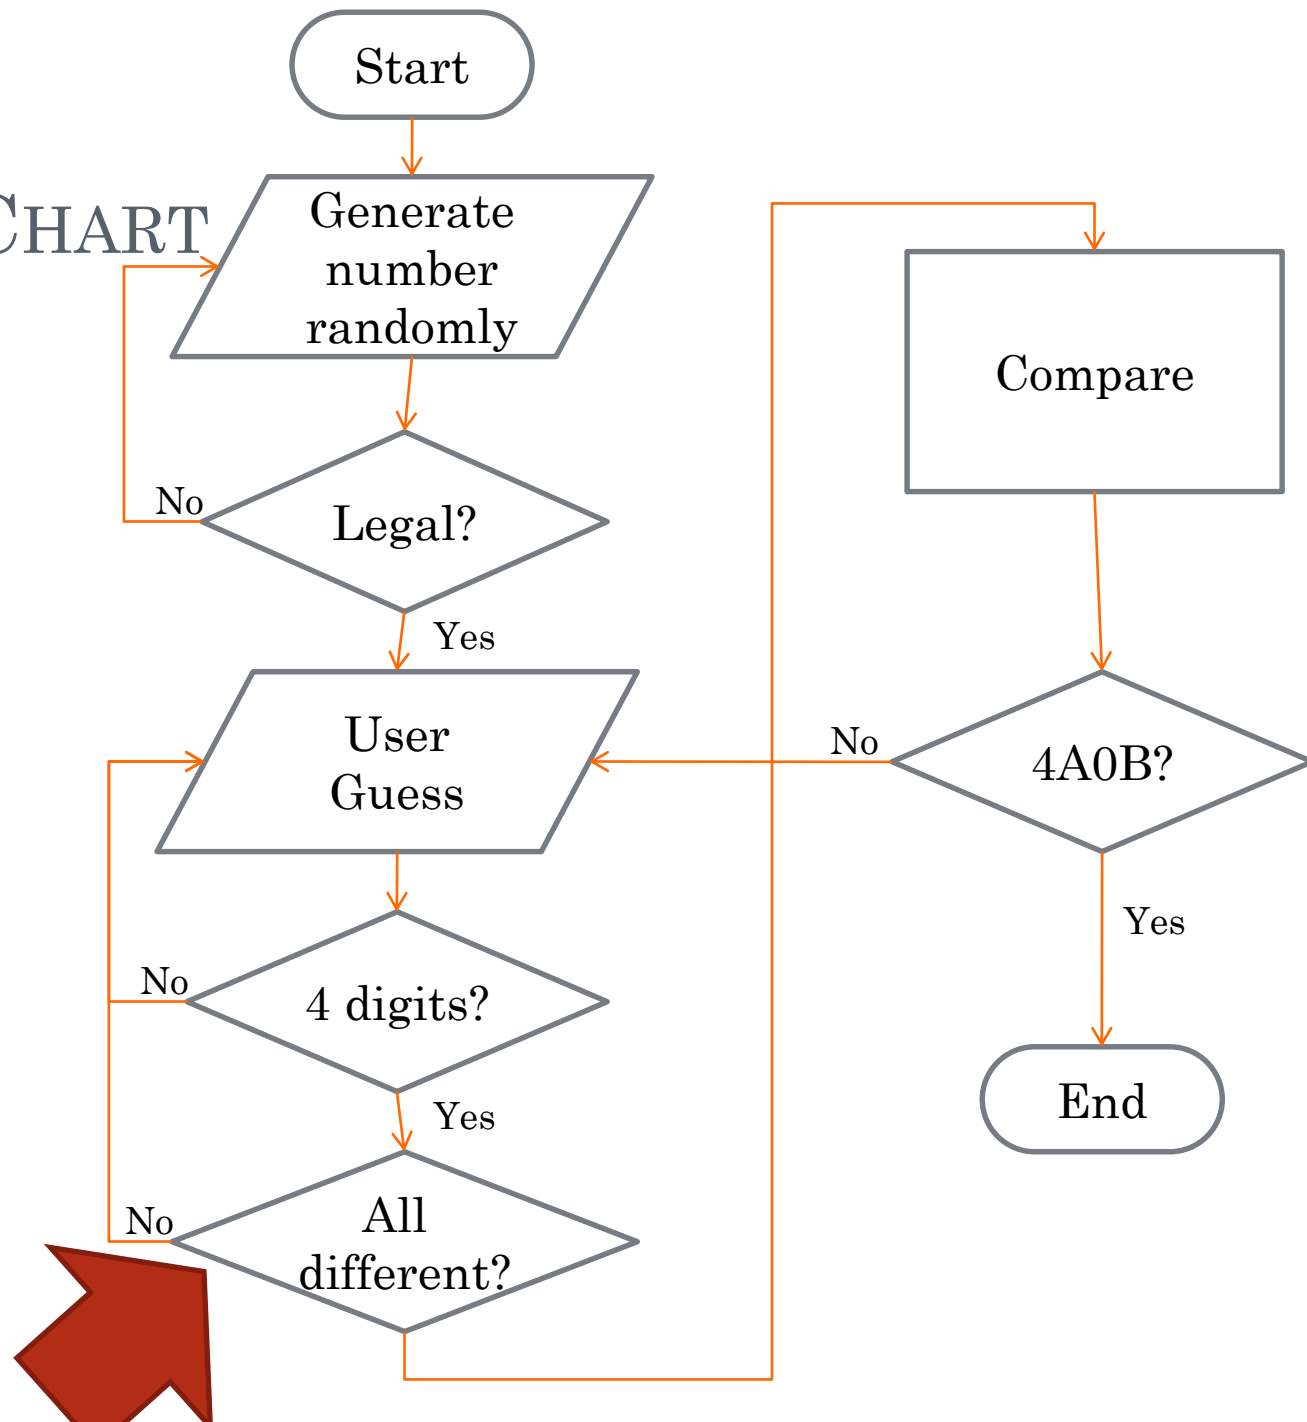 Start
CHART
Generate
number
randomly
No
Legal?
Yes
User
Guess
No
4 digits?
Yes
No
All
different?
Compare
No
4A0B?
Yes
End